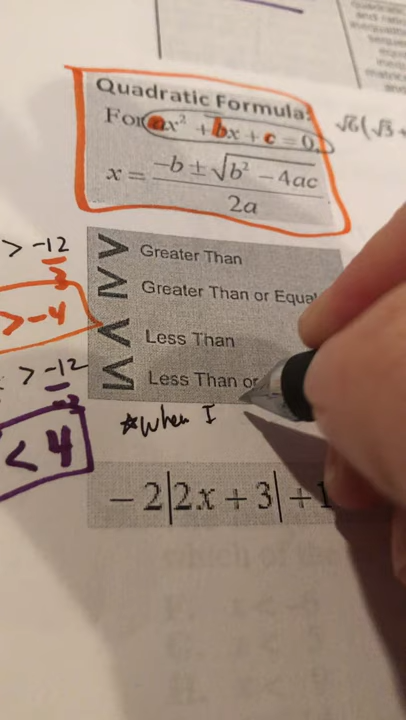 Quadratic Formula:
For ax² + bx + c = 0,
x = −b ± √b² − 4ac
2a
√6(√3 +
> −12
3
> −4
> −12
< 4
> Greater Than
≥ Greater Than or Equal
< Less Than
≤ Less Than or
*When I
−2|2x + 3| + 1